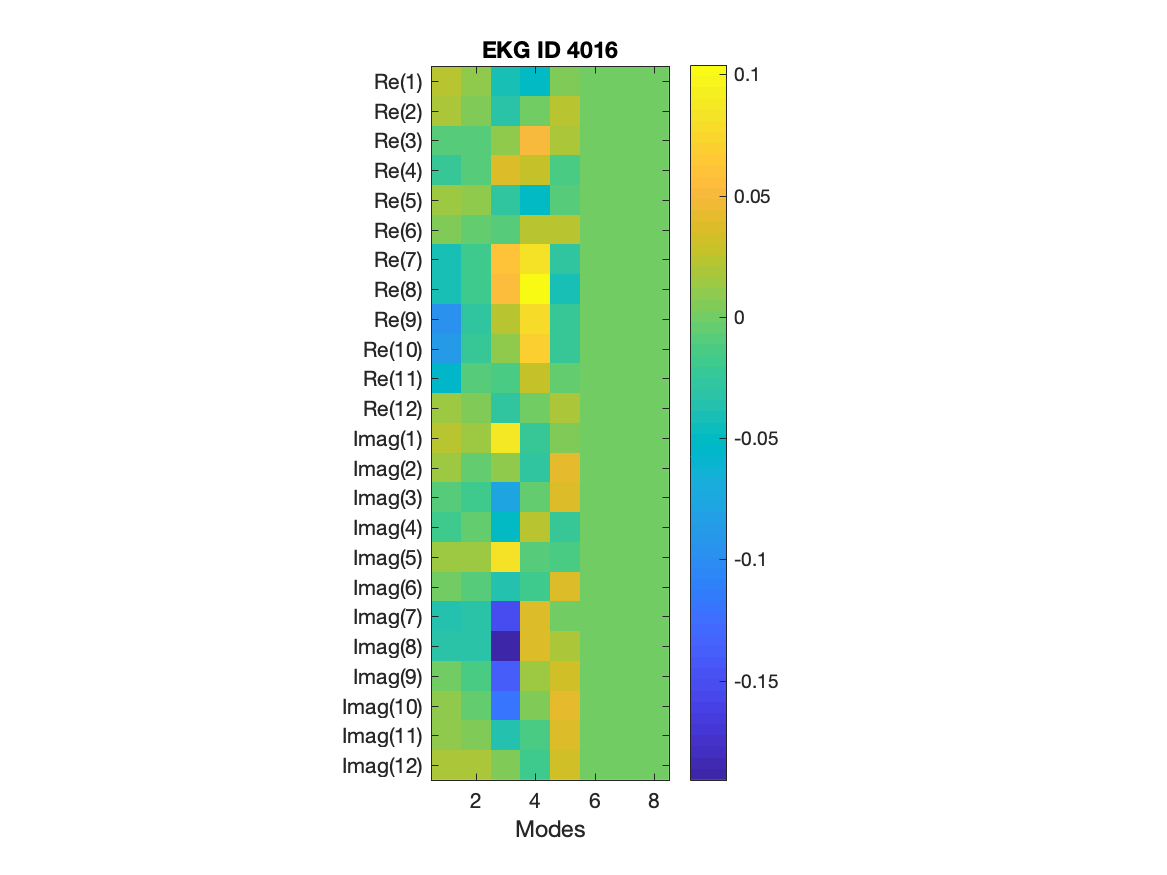 EKG ID 4016
Re(1)
Re(2)
Re(3)
Re(4)
Re(5)
Re(6)
Re(7)
Re(8)
Re(9)
Re(10)
Re(11)
Re(12)
Imag(1)
Imag(2)
Imag(3)
Imag(4)
Imag(5)
Imag(6)
Imag(7)
Imag(8)
Imag(9)
Imag(10)
Imag(11)
Imag(12)
2 4 6 8
Modes
0.1
0.05
0
-0.05
-0.1
-0.15